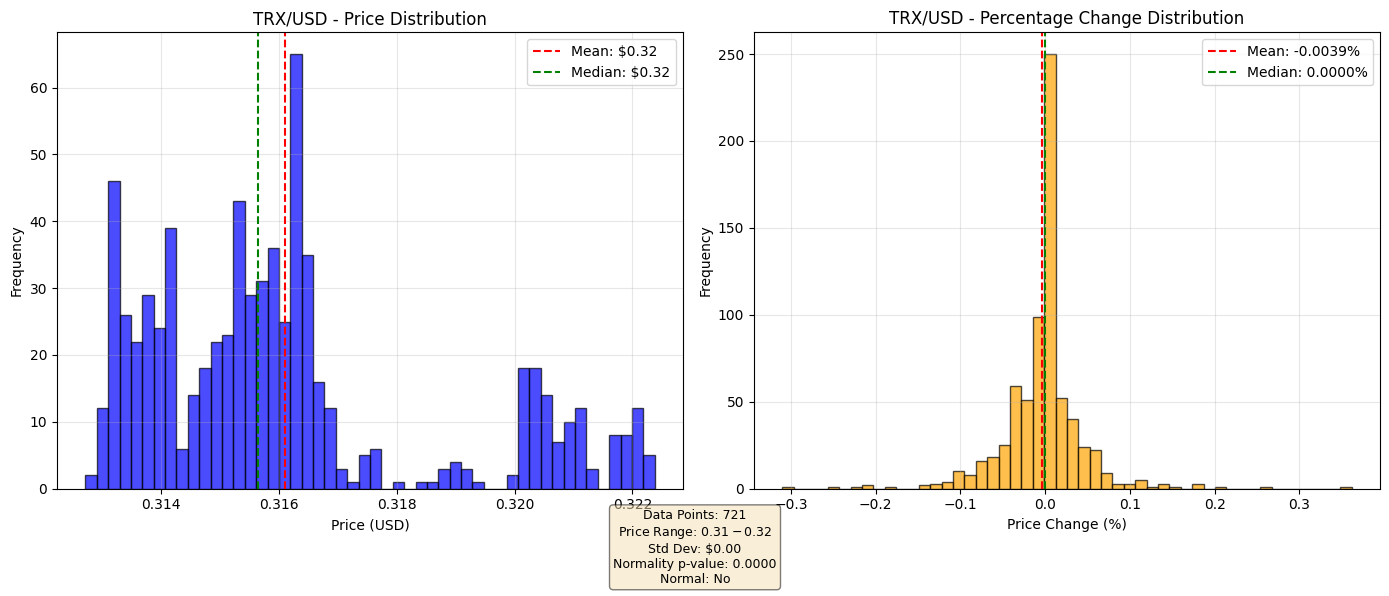 TRX/USD - Price Distribution
Mean: $0.32
Median: $0.32
Frequency
60
50
40
30
20
10
0
0.314
0.316
0.318
0.320
0.322
Price (USD)
TRX/USD - Percentage Change Distribution
Mean: -0.0039%
Median: 0.0000%
Frequency
250
200
150
100
50
0
−0.3
−0.2
−0.1
0.0
0.1
0.2
0.3
Price Change (%)
Data Points: 721
Price Range: 0.31 − 0.32
Std Dev: $0.00
Normality p-value: 0.0000
Normal: No